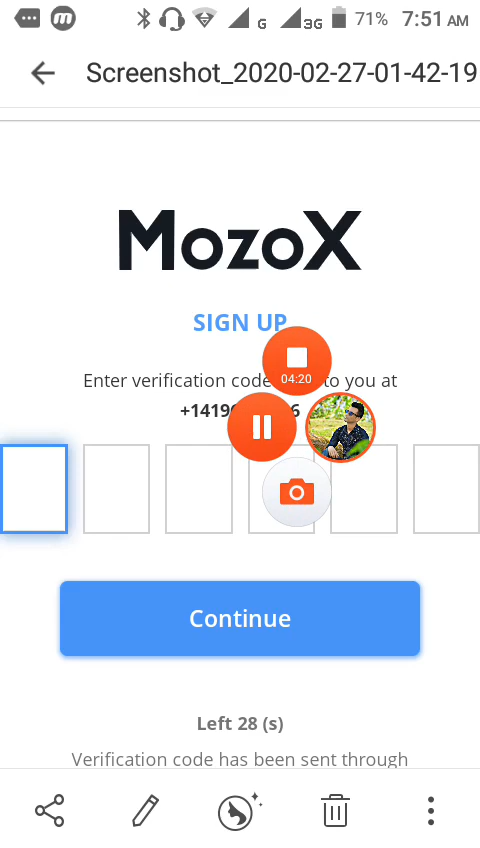 G 3G 71% 7:51 AM
Screenshot_2020-02-27-01-42-19
MozoX
SIGN UP
Enter verification code to you at
+1419 6
04:20
Continue
Left 28 (s)
Verification code has been sent through